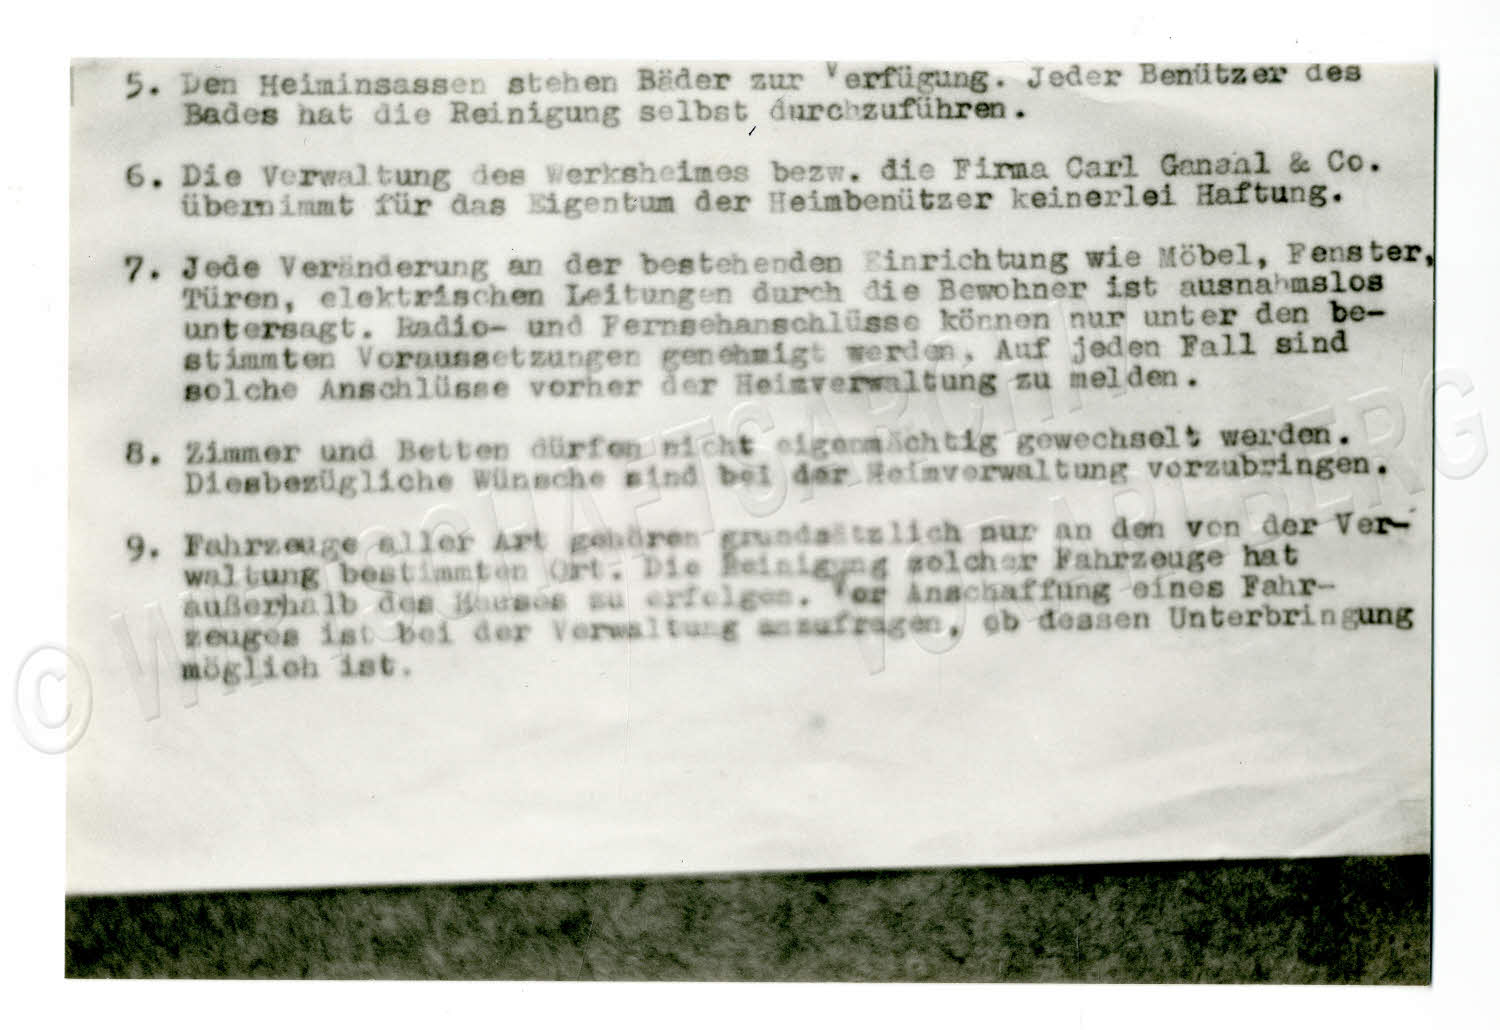 5. Den Heiminsassen stehen Bäder zur Verfügung. Jeder Benützer des
Bades hat die Reinigung selbst durchzuführen.
6. Die Verwaltung des Werksheimes bezw. die Firma Carl Ganahl & Co.
übernimmt für das Eigentum der Heimbenützer keinerlei Haftung.
7. Jede Veränderung an der bestehenden Einrichtung wie Möbel, Fenster,
Türen, elektrischen Leitungen durch die Bewohner ist ausnahmslos
untersagt. Radio- und Fernsehanschlüsse können nur unter den be-
stimmten Voraussetzungen genehmigt werden. Auf jeden Fall sind
solche Anschlüsse vorher der Heimverwaltung zu melden.
8. Zimmer und Betten dürfen nicht eigenmächtig gewechselt werden.
Diesbezügliche Wünsche sind bei der Heimverwaltung vorzubringen.
9. Fahrzeuge aller Art gehören grundsätzlich nur an den von der Ver-
waltung bestimmten Ort. Die Reinigung solcher Fahrzeuge hat
außerhalb des Hauses zu erfolgen. Vor Anschaffung eines Fahr-
zeuges ist bei der Verwaltung anzufragen, ob dessen Unterbringung
möglich ist.
© WIRTSCHAFTSARCHIV
VORARLBERG